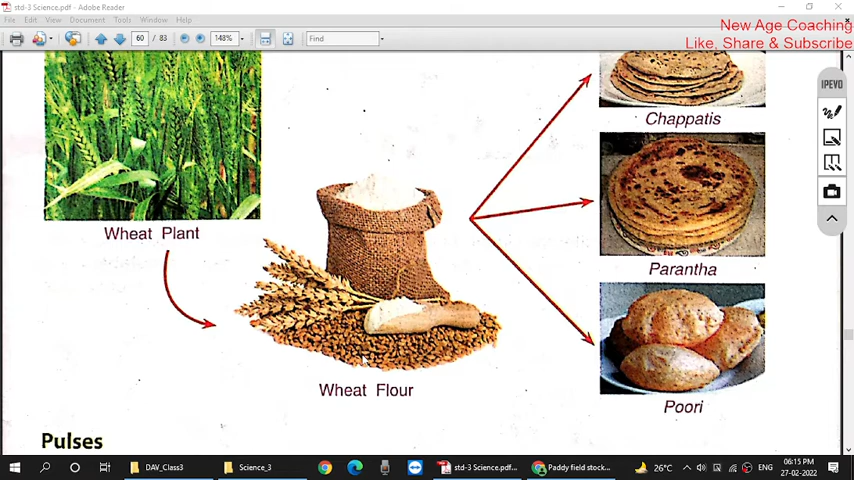 std-3 Science.pdf - Adobe Reader
File Edit View Document Tools Window Help
New Age Coaching
Like, Share & Subscribe
60 / 83 148% Find
IPEVO
Chappatis
Wheat Plant
Parantha
Wheat Flour
Poori
Pulses
DAV_Class3 Science_3 std-3 Science.pdf... Paddy field stock... 26°C ENG 06:15 PM
27-02-2022